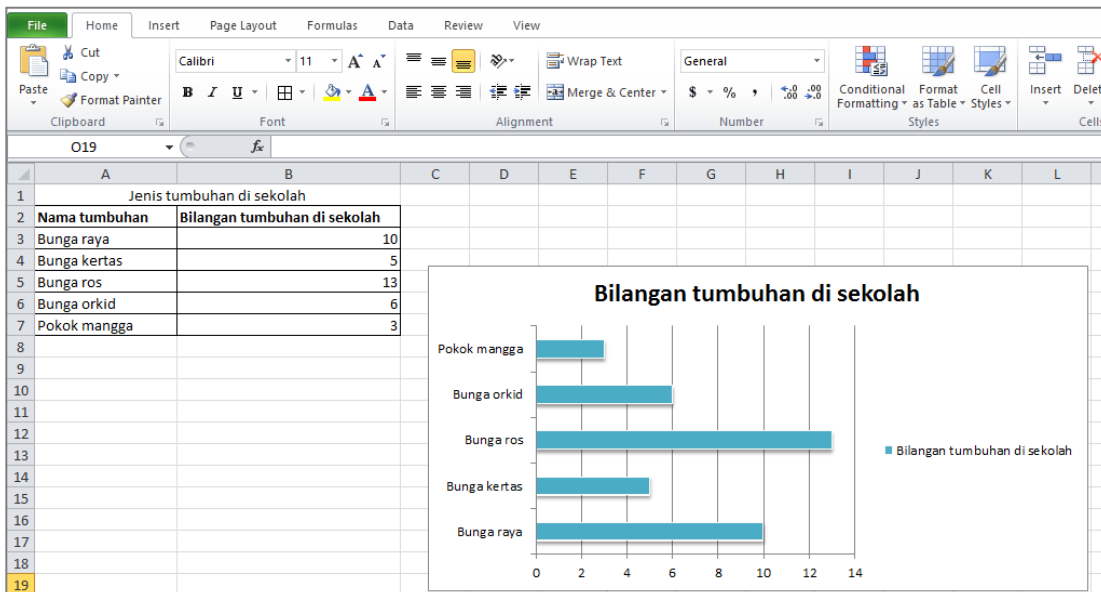 File Home Insert Page Layout Formulas Data Review View
Cut
Copy
Format Painter
Paste
Clipboard
Calibri 11 A A
B I U A
Font
Wrap Text
Merge & Center
Alignment
General
$ % , .0 .00 .00 .0
Number
Conditional Formatting
Format as Table
Cell Styles
Styles
Insert
Delet
Cells
O19 fx
A B C D E F G H I J K L
1 Jenis tumbuhan di sekolah
2 Nama tumbuhan Bilangan tumbuhan di sekolah
3 Bunga raya 10
4 Bunga kertas 5
5 Bunga ros 13
6 Bunga orkid 6
7 Pokok mangga 3
8
9
10
11
12
13
14
15
16
17
18
19
Bilangan tumbuhan di sekolah
Pokok mangga
Bunga orkid
Bunga ros
Bunga kertas
Bunga raya
0 2 4 6 8 10 12 14
Bilangan tumbuhan di sekolah